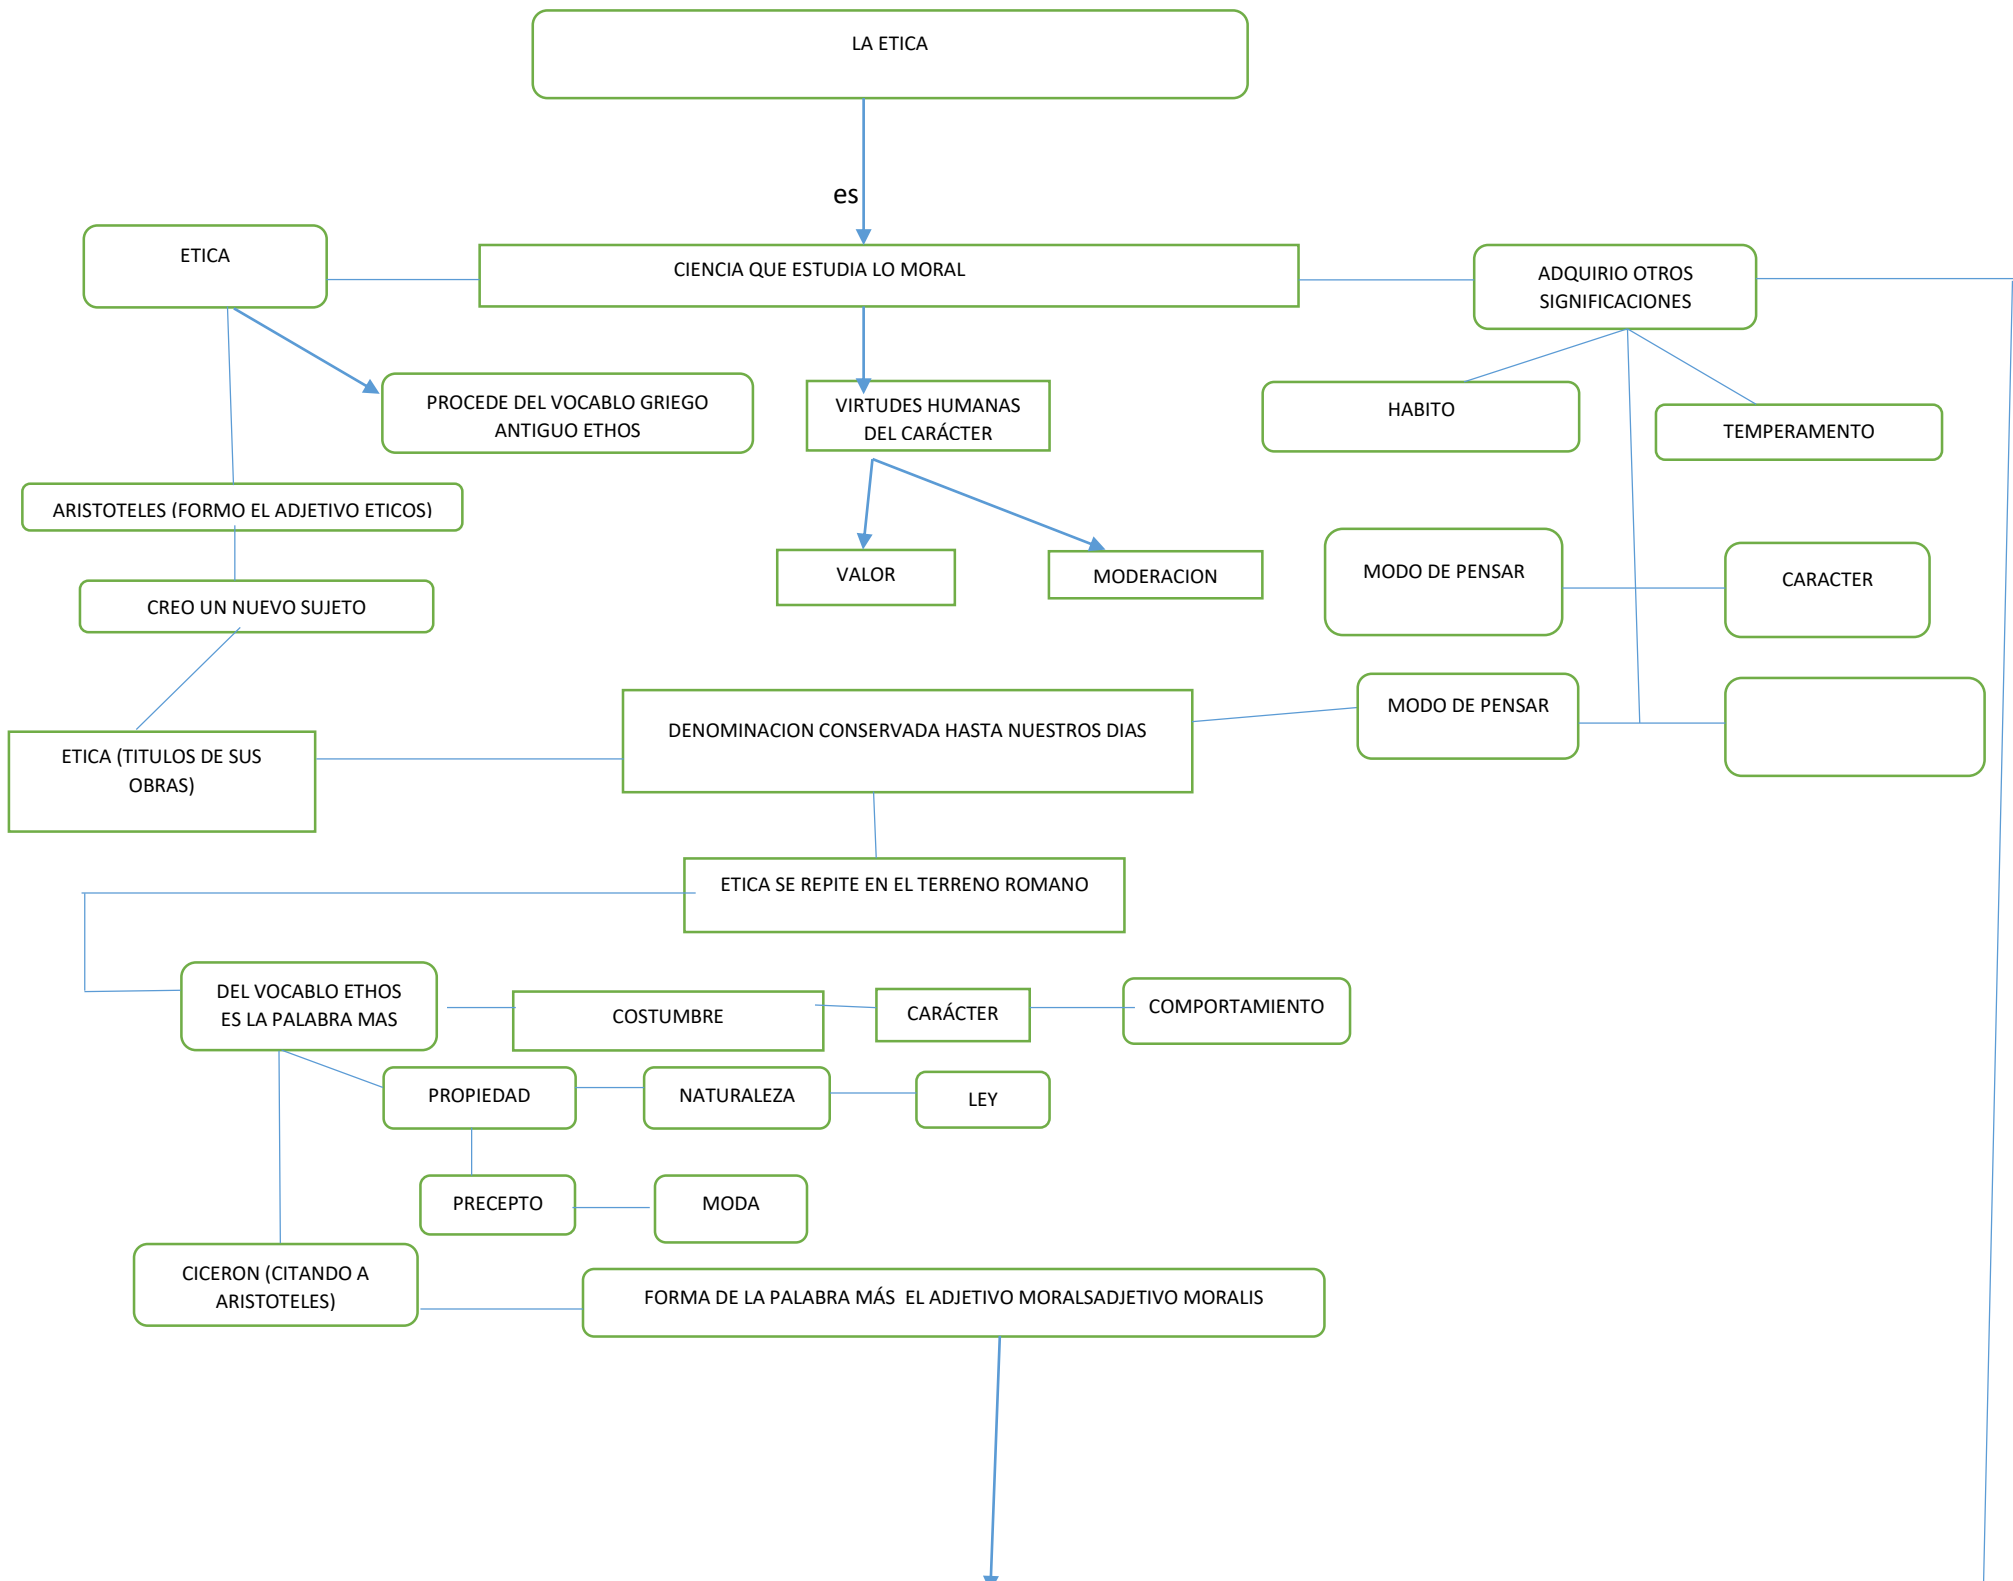 LA ETICA
es
ETICA
CIENCIA QUE ESTUDIA LO MORAL
ADQUIRIO OTROS
SIGNIFICACIONES
PROCEDE DEL VOCABLO GRIEGO
ANTIGUO ETHOS
VIRTUDES HUMANAS
DEL CARÁCTER
HABITO
TEMPERAMENTO
ARISTOTELES (FORMO EL ADJETIVO ETICOS)
VALOR
MODERACION
MODO DE PENSAR
CARACTER
CREO UN NUEVO SUJETO
ETICA (TITULOS DE SUS
OBRAS)
DENOMINACION CONSERVADA HASTA NUESTROS DIAS
MODO DE PENSAR
ETICA SE REPITE EN EL TERRENO ROMANO
DEL VOCABLO ETHOS
ES LA PALABRA MAS
COSTUMBRE
CARÁCTER
COMPORTAMIENTO
PROPIEDAD
NATURALEZA
LEY
PRECEPTO
MODA
CICERON (CITANDO A
ARISTOTELES)
FORMA DE LA PALABRA MÁS  EL ADJETIVO MORALSADJETIVO MORALIS